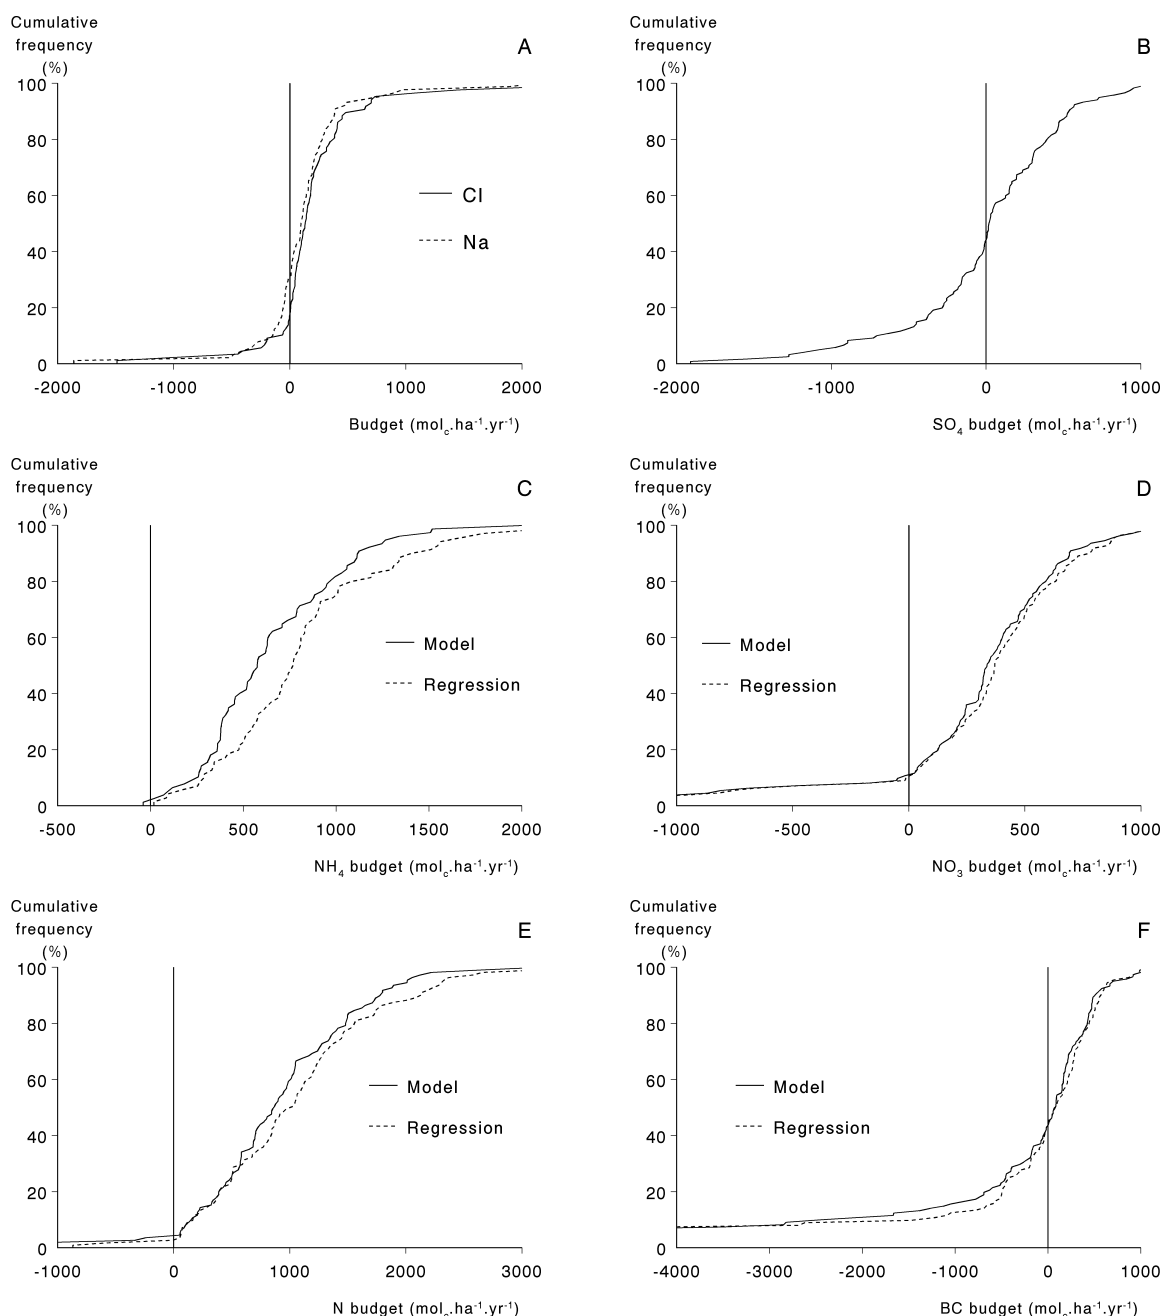 Cumulative
frequency
(%)
A
100
80
60
40
20
0
-2000 -1000 0 1000 2000
Cl
Na
Budget (mol_c.ha⁻¹.yr⁻¹)
Cumulative
frequency
(%)
B
100
80
60
40
20
0
-2000 -1000 0 1000
SO₄ budget (mol_c.ha⁻¹.yr⁻¹)
Cumulative
frequency
(%)
C
100
80
60
40
20
0
-500 0 500 1000 1500 2000
Model
Regression
NH₄ budget (mol_c.ha⁻¹.yr⁻¹)
Cumulative
frequency
(%)
D
100
80
60
40
20
0
-1000 -500 0 500 1000
Model
Regression
NO₃ budget (mol_c.ha⁻¹.yr⁻¹)
Cumulative
frequency
(%)
E
100
80
60
40
20
0
-1000 0 1000 2000 3000
Model
Regression
N budget (mol_c.ha⁻¹.yr⁻¹)
Cumulative
frequency
(%)
F
100
80
60
40
20
0
-4000 -3000 -2000 -1000 0 1000
Model
Regression
BC budget (mol_c.ha⁻¹.yr⁻¹)